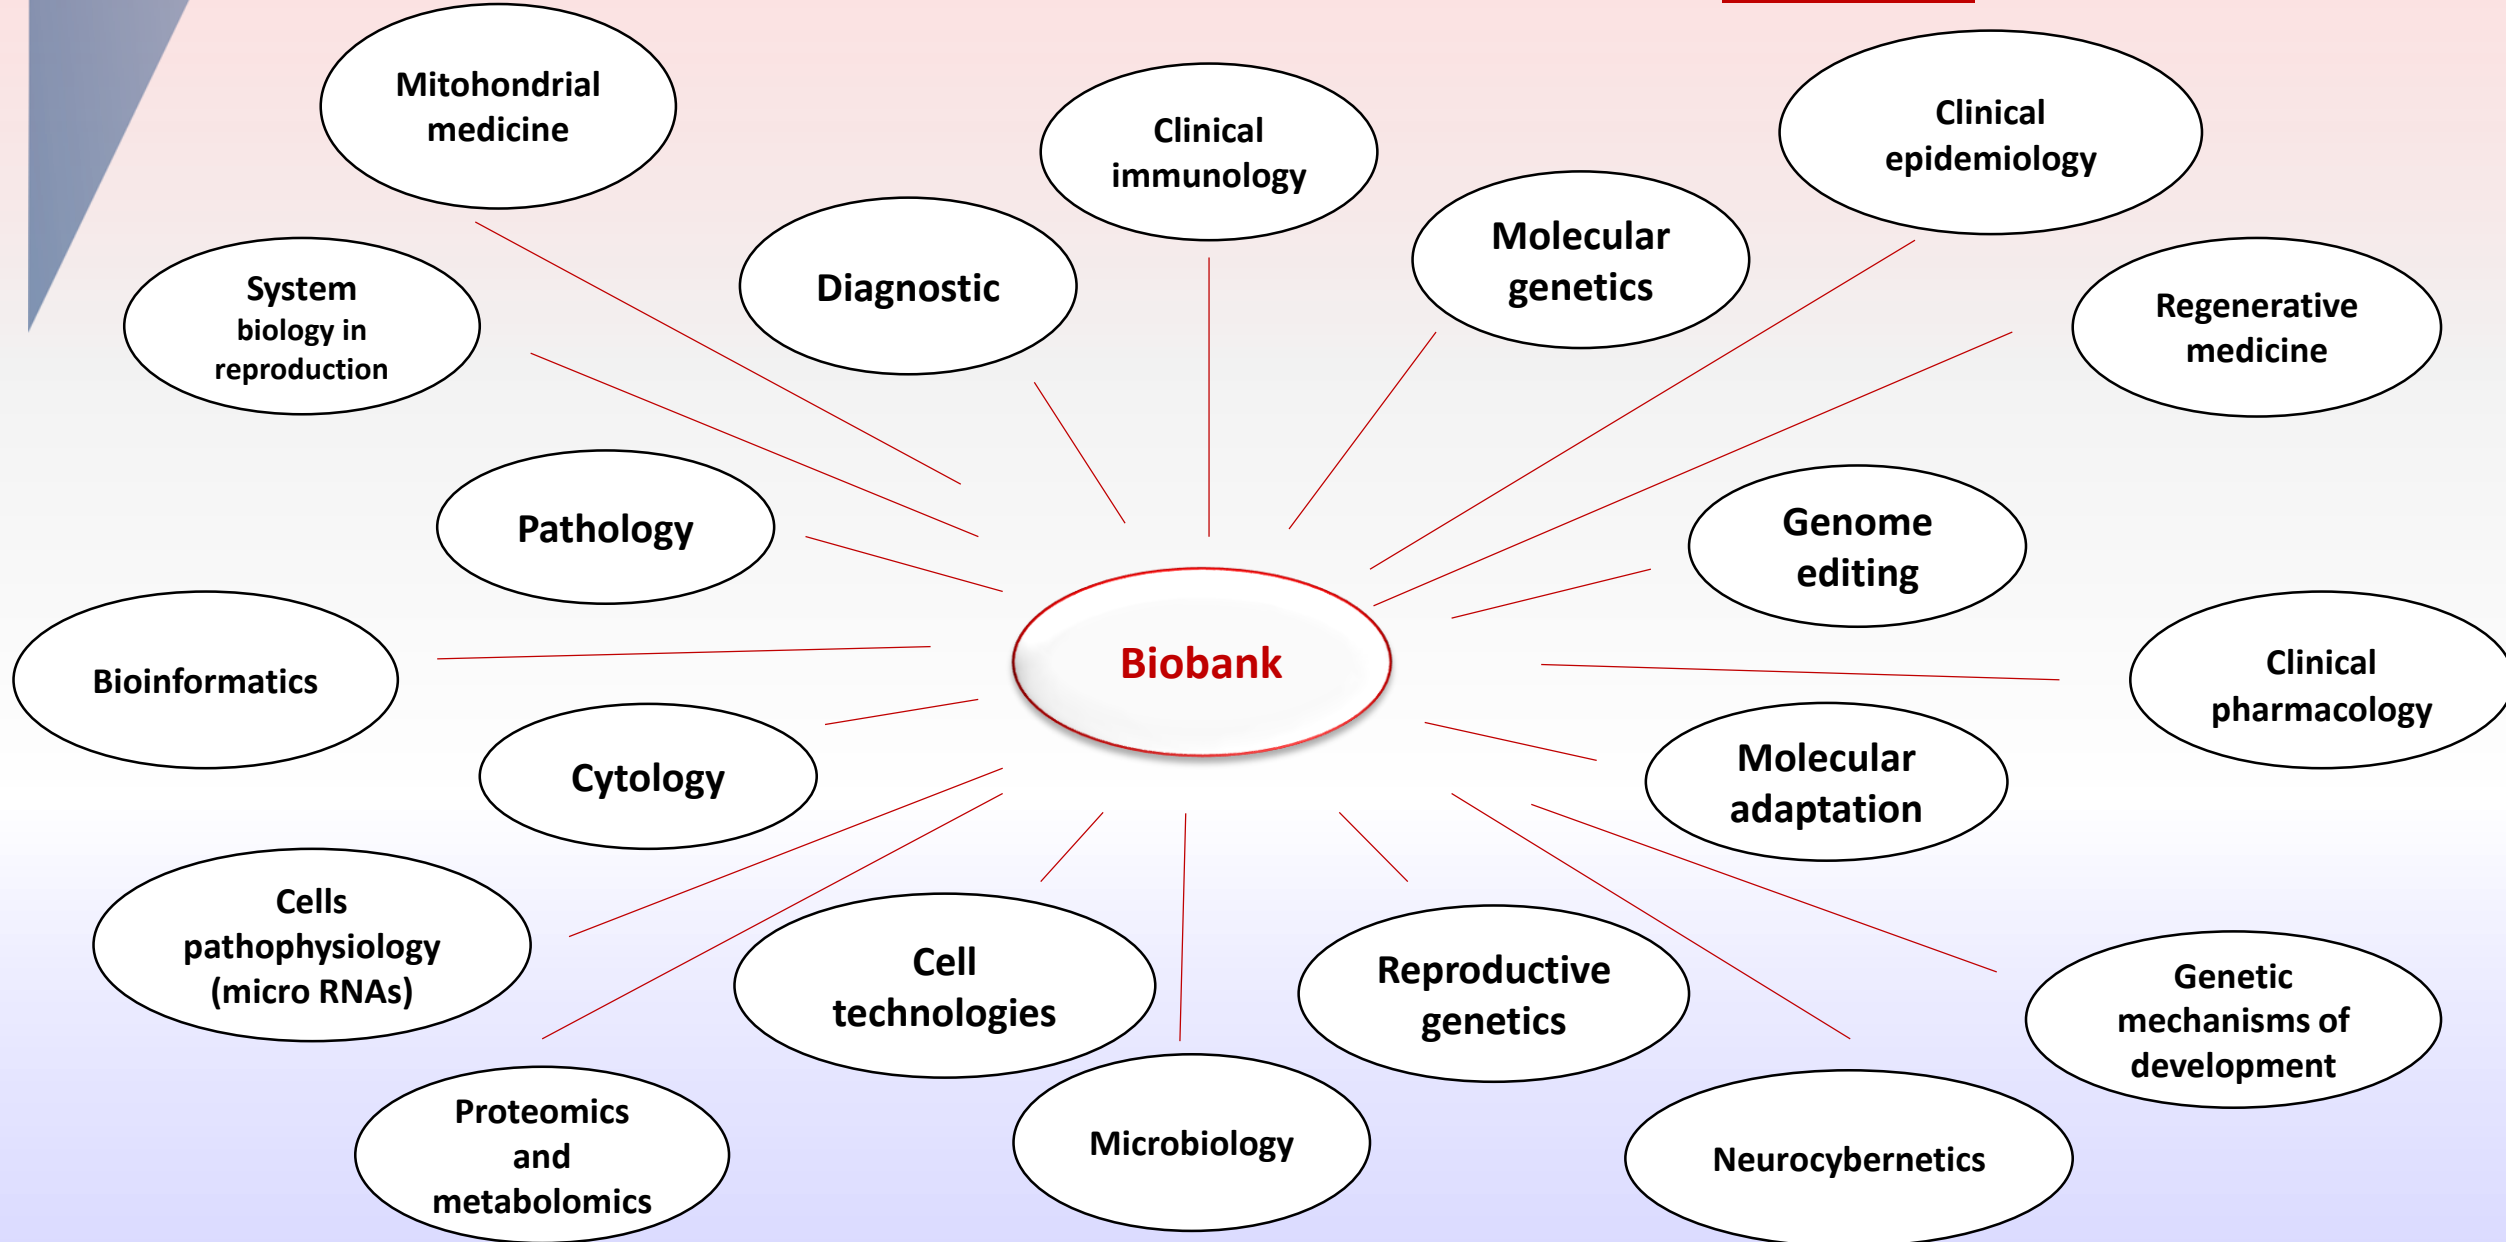 Mitohondrial
medicine
Clinical
immunology
Clinical
epidemiology
System
biology in
reproduction
Diagnostic
Molecular
genetics
Regenerative
medicine
Pathology
Genome
editing
Bioinformatics
Biobank
Clinical
pharmacology
Cytology
Molecular
adaptation
Cells
pathophysiology
(micro RNAs)
Cell
technologies
Reproductive
genetics
Genetic
mechanisms of
development
Proteomics
and
metabolomics
Microbiology
Neurocybernetics